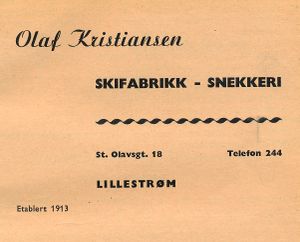 Olaf Kristiansen
SKIFABRIKK - SNEKKERI
St. Olavsgt. 18 Telefon 244
LILLESTRØM
Etablert 1913